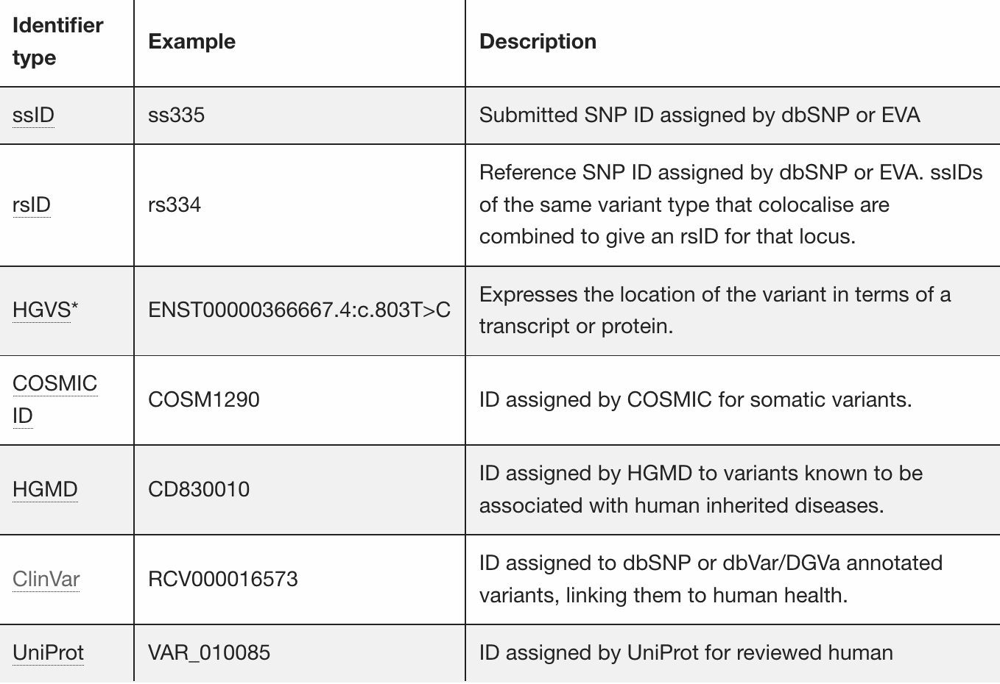 Identifier type
Example
Description
ssID
ss335
Submitted SNP ID assigned by dbSNP or EVA
rsID
rs334
Reference SNP ID assigned by dbSNP or EVA. ssIDs
of the same variant type that colocalise are
combined to give an rsID for that locus.
HGVS*
ENST00000366667.4:c.803T>C
Expresses the location of the variant in terms of a
transcript or protein.
COSMIC
ID
COSM1290
ID assigned by COSMIC for somatic variants.
HGMD
CD830010
ID assigned by HGMD to variants known to be
associated with human inherited diseases.
ClinVar
RCV000016573
ID assigned to dbSNP or dbVar/DGVa annotated
variants, linking them to human health.
UniProt
VAR_010085
ID assigned by UniProt for reviewed human